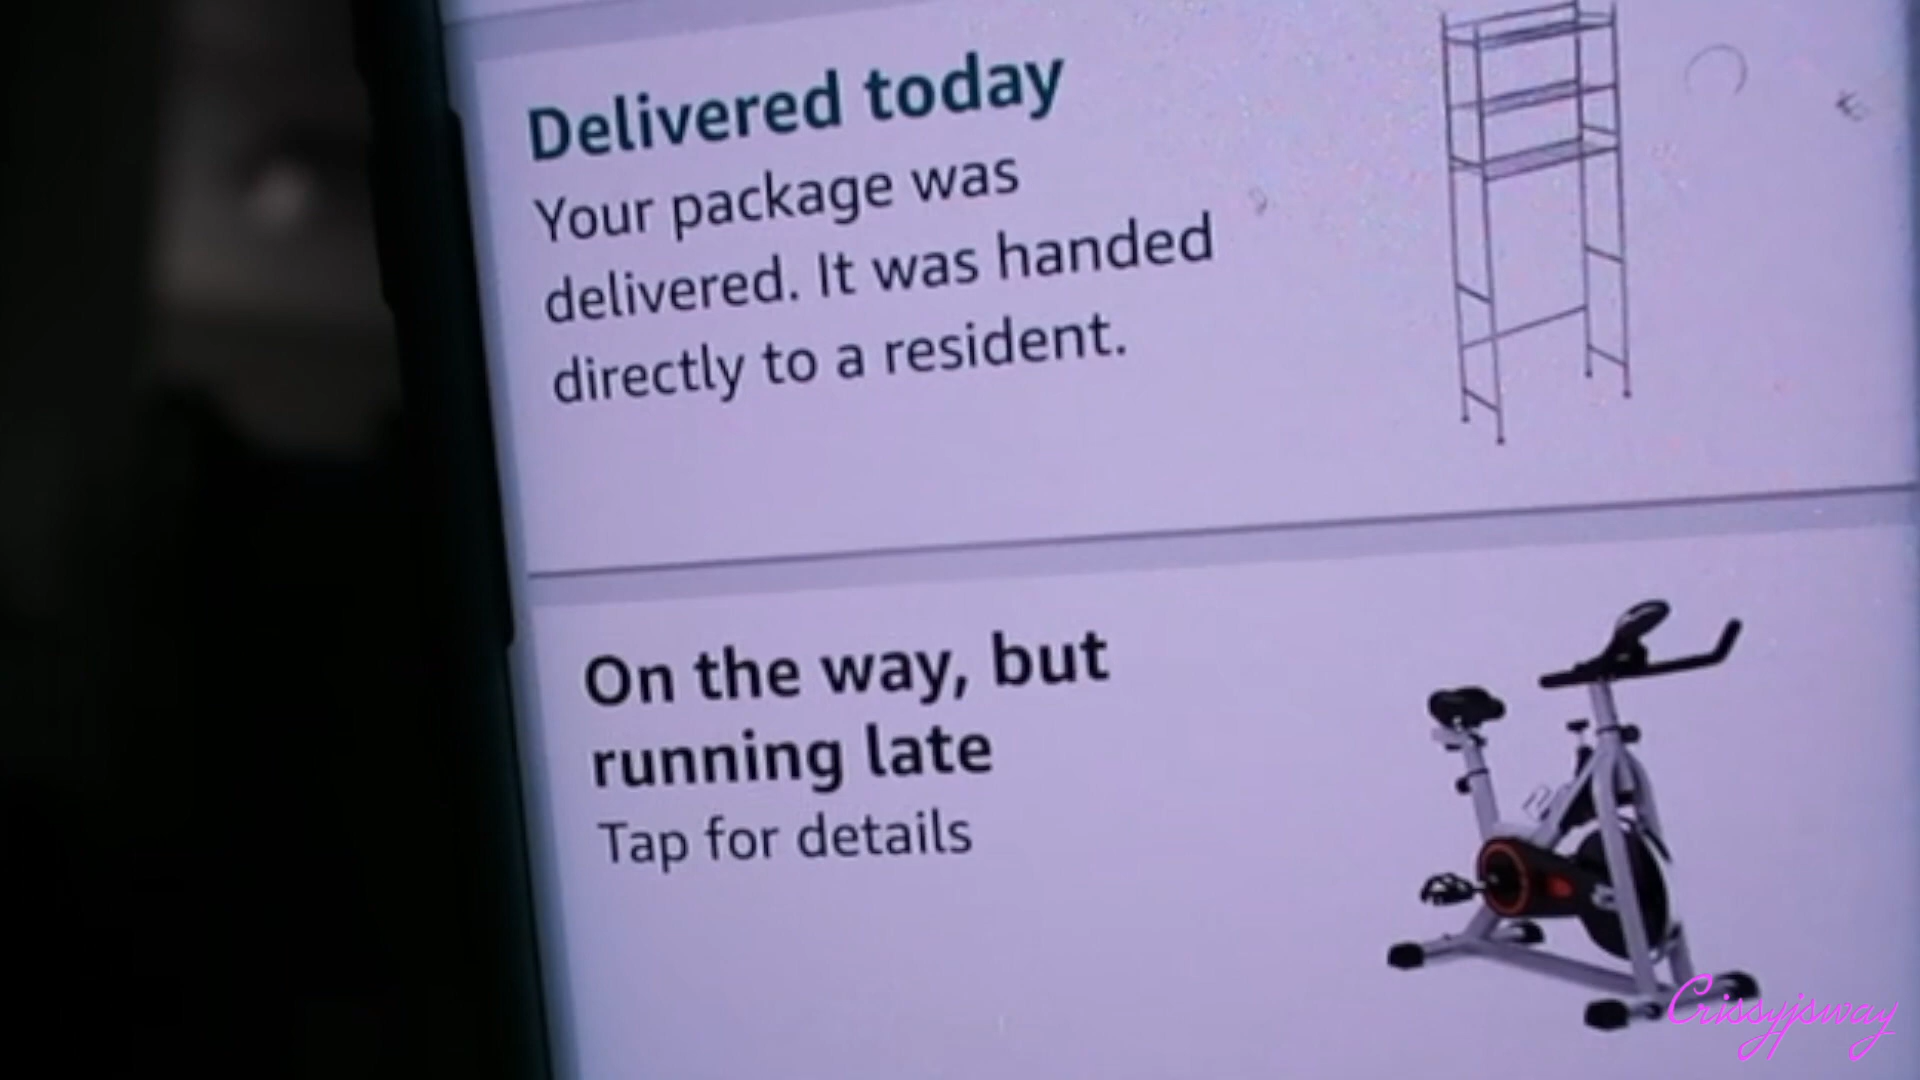 Delivered today
Your package was
delivered. It was handed
directly to a resident.
On the way, but
running late
Tap for details
Crissyjsway